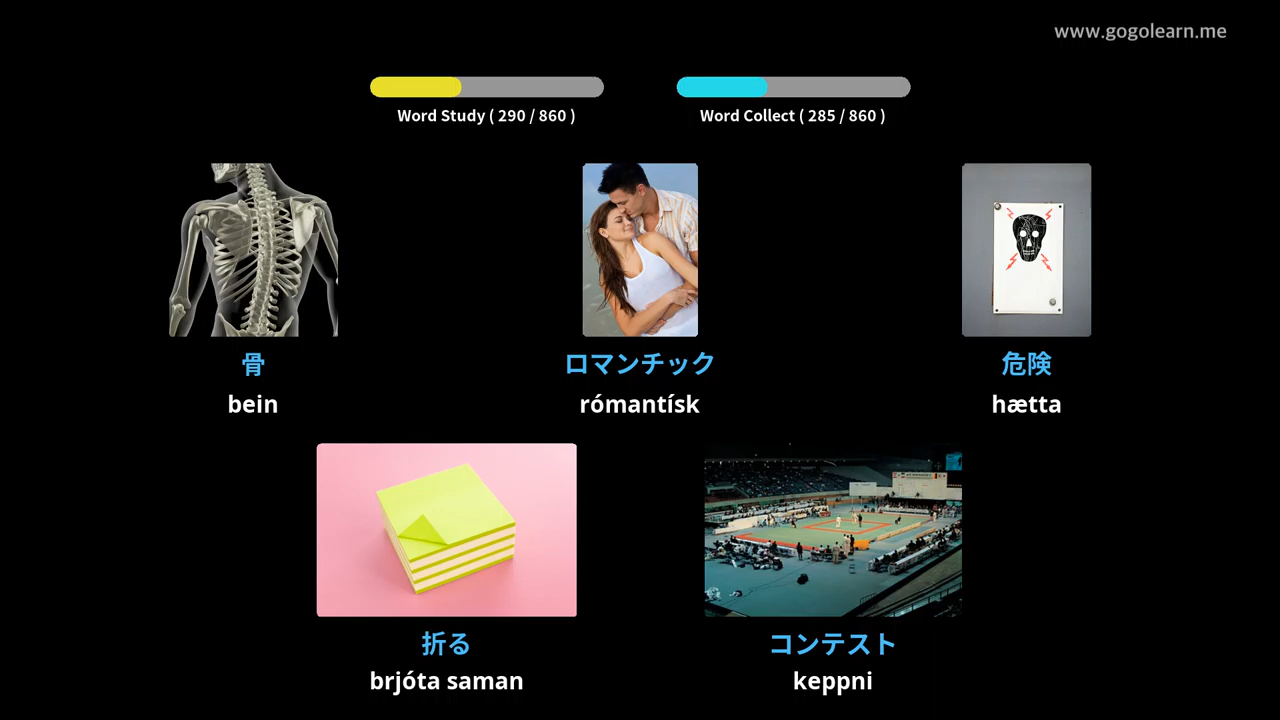 www.gogolearn.me
Word Study ( 290 / 860 )
Word Collect ( 285 / 860 )
骨
bein
ロマンチック
rómantísk
危険
hætta
折る
brjóta saman
コンテスト
keppni